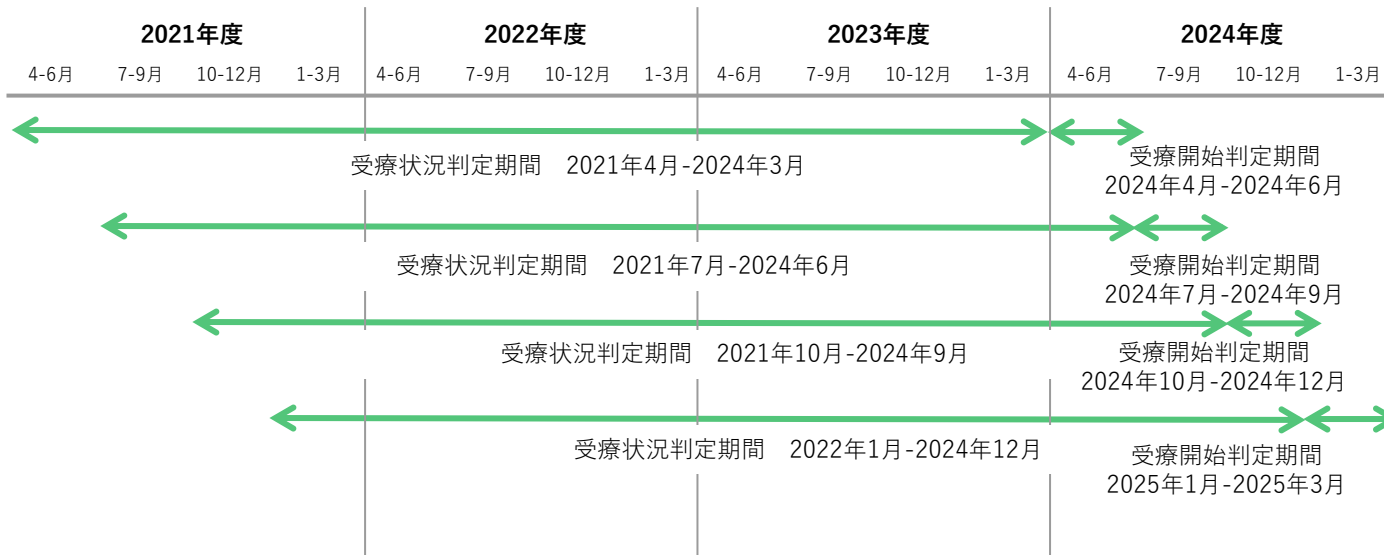 2021年度 2022年度 2023年度 2024年度
4-6月 7-9月 10-12月 1-3月 4-6月 7-9月 10-12月 1-3月 4-6月 7-9月 10-12月 1-3月 4-6月 7-9月 10-12月 1-3月
受療状況判定期間　2021年4月-2024年3月
受療開始判定期間
2024年4月-2024年6月
受療状況判定期間　2021年7月-2024年6月
受療開始判定期間
2024年7月-2024年9月
受療状況判定期間　2021年10月-2024年9月
受療開始判定期間
2024年10月-2024年12月
受療状況判定期間　2022年1月-2024年12月
受療開始判定期間
2025年1月-2025年3月